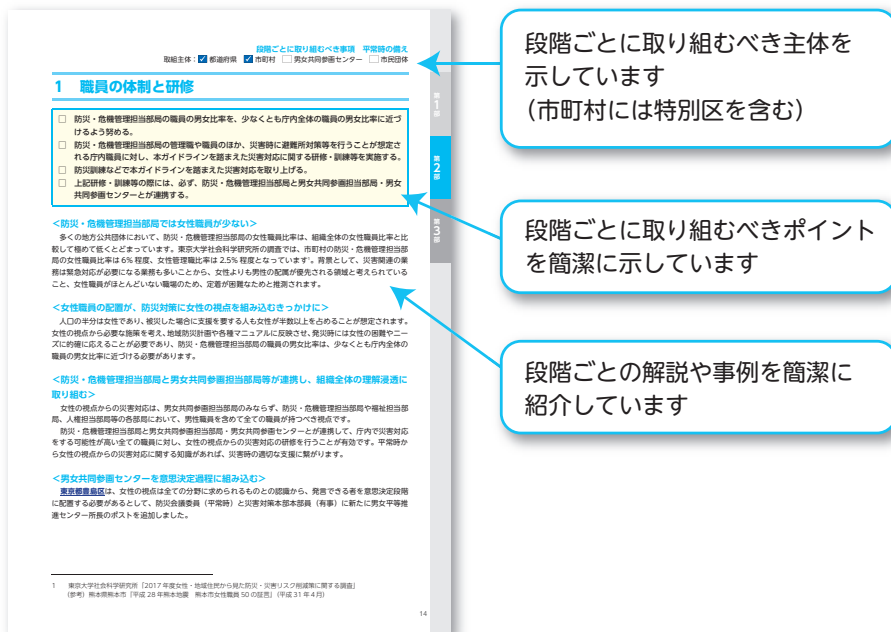 段階ごとに取り組むべき事項　平常時の備え
取組主体：☑ 都道府県 ☑ 市町村 □ 男女共同参画センター □ 市民団体
1　職員の体制と研修
□　防災・危機管理担当部局の職員の男女比率を、少なくとも庁内全体の職員の男女比率に近づ
けるよう努める。
□　防災・危機管理担当部局の管理職や職員のほか、災害時に避難所対策等を行うことが想定さ
れる庁内職員に対し、本ガイドラインを踏まえた災害対応に関する研修・訓練等を実施する。
□　防災訓練などで本ガイドラインを踏まえた災害対応を取り上げる。
□　上記研修・訓練等の際には、必ず、防災・危機管理担当部局と男女共同参画担当部局・男女
共同参画センターとが連携する。
＜防災・危機管理担当部局では女性職員が少ない＞
多くの地方公共団体において、防災・危機管理担当部局の女性職員比率は、組織全体の女性職員比率と比
較して極めて低くとどまっています。東京大学社会科学研究所の調査では、市町村の防災・危機管理担当部
局の女性職員比率は 6% 程度、女性管理職比率は 2.5% 程度となっています¹。背景として、災害関連の業
務は緊急対応が必要になる業務も多いことから、女性よりも男性の配属が優先される領域と考えられている
こと、女性職員がほとんどいない職場のため、定着が困難なためと推測されます。
＜女性職員の配置が、防災対策に女性の視点を組み込むきっかけに＞
人口の半分は女性であり、被災した場合に支援を要する人も女性が半数以上を占めることが想定されます。
女性の視点から必要な施策を考え、地域防災計画や各種マニュアルに反映させ、発災時には女性の困難やニー
ズに的確に応えることが必要であり、防災・危機管理担当部局の職員の男女比率は、少なくとも庁内全体の
職員の男女比率に近づける必要があります。
＜防災・危機管理担当部局と男女共同参画担当部局等が連携し、組織全体の理解浸透に
取り組む＞
女性の視点からの災害対応は、男女共同参画担当部局のみならず、防災・危機管理担当部局や福祉担当部
局、人権担当部局等の各部局において、男性職員を含めて全ての職員が持つべき視点です。
防災・危機管理担当部局と男女共同参画担当部局・男女共同参画センターとが連携して、庁内で災害対応
をする可能性が高い全ての職員に対し、女性の視点からの災害対応の研修を行うことが有効です。平常時か
ら女性の視点からの災害対応に関する知識があれば、災害時の適切な支援に繋がります。
＜男女共同参画センターを意思決定過程に組み込む＞
東京都豊島区は、女性の視点は全ての分野に求められるものとの認識から、発言できる者を意思決定段階
に配置する必要があるとして、防災会議委員（平常時）と災害対策本部本部員（有事）に新たに男女平等推
進センター所長のポストを追加しました。
1　東京大学社会科学研究所「2017 年度女性・地域住民から見た防災・災害リスク削減策に関する調査」
（参考）熊本県熊本市「平成 28 年熊本地震　熊本市女性職員 50 の証言」（平成 31 年 4 月）
14
第1部
第2部
第3部
段階ごとに取り組むべき主体を
示しています
（市町村には特別区を含む）
段階ごとに取り組むべきポイント
を簡潔に示しています
段階ごとの解説や事例を簡潔に
紹介しています